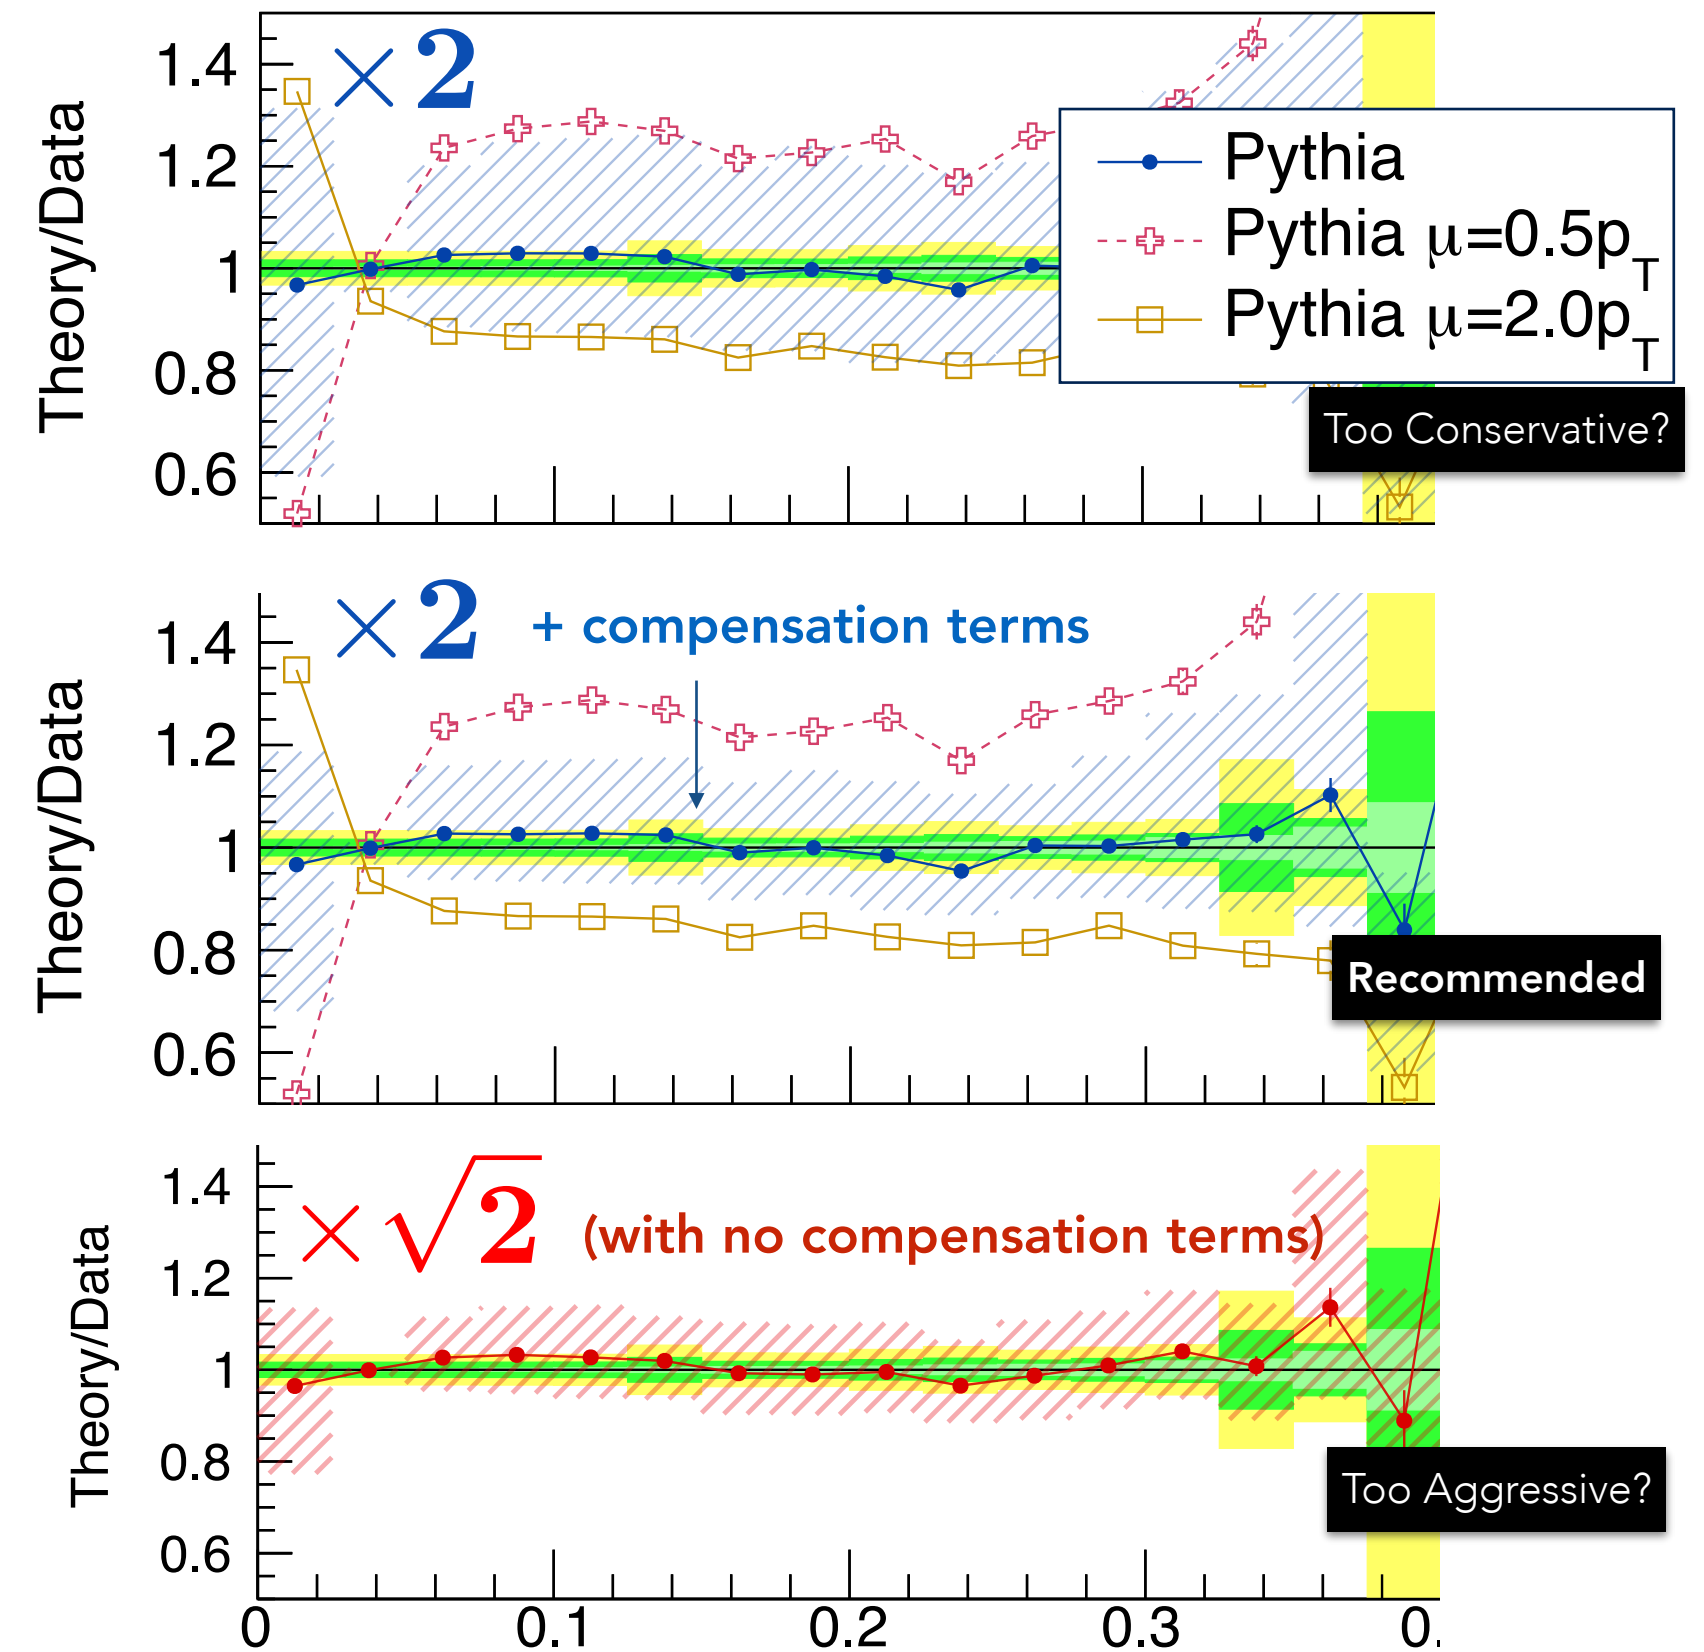 Theory/Data
1.4
1.2
1
0.8
0.6
×2
Pythia
Pythia μ=0.5p_T
Pythia μ=2.0p_T
Too Conservative?
Theory/Data
1.4
1.2
1
0.8
0.6
×2 + compensation terms
Recommended
Theory/Data
1.4
1.2
1
0.8
0.6
×√2 (with no compensation terms)
Too Aggressive?
0 0.1 0.2 0.3 0.